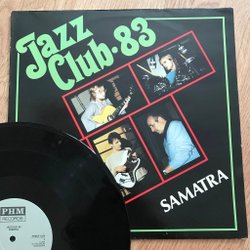 Jazz
Club·83
SAMATRA
PHM
RECORDS